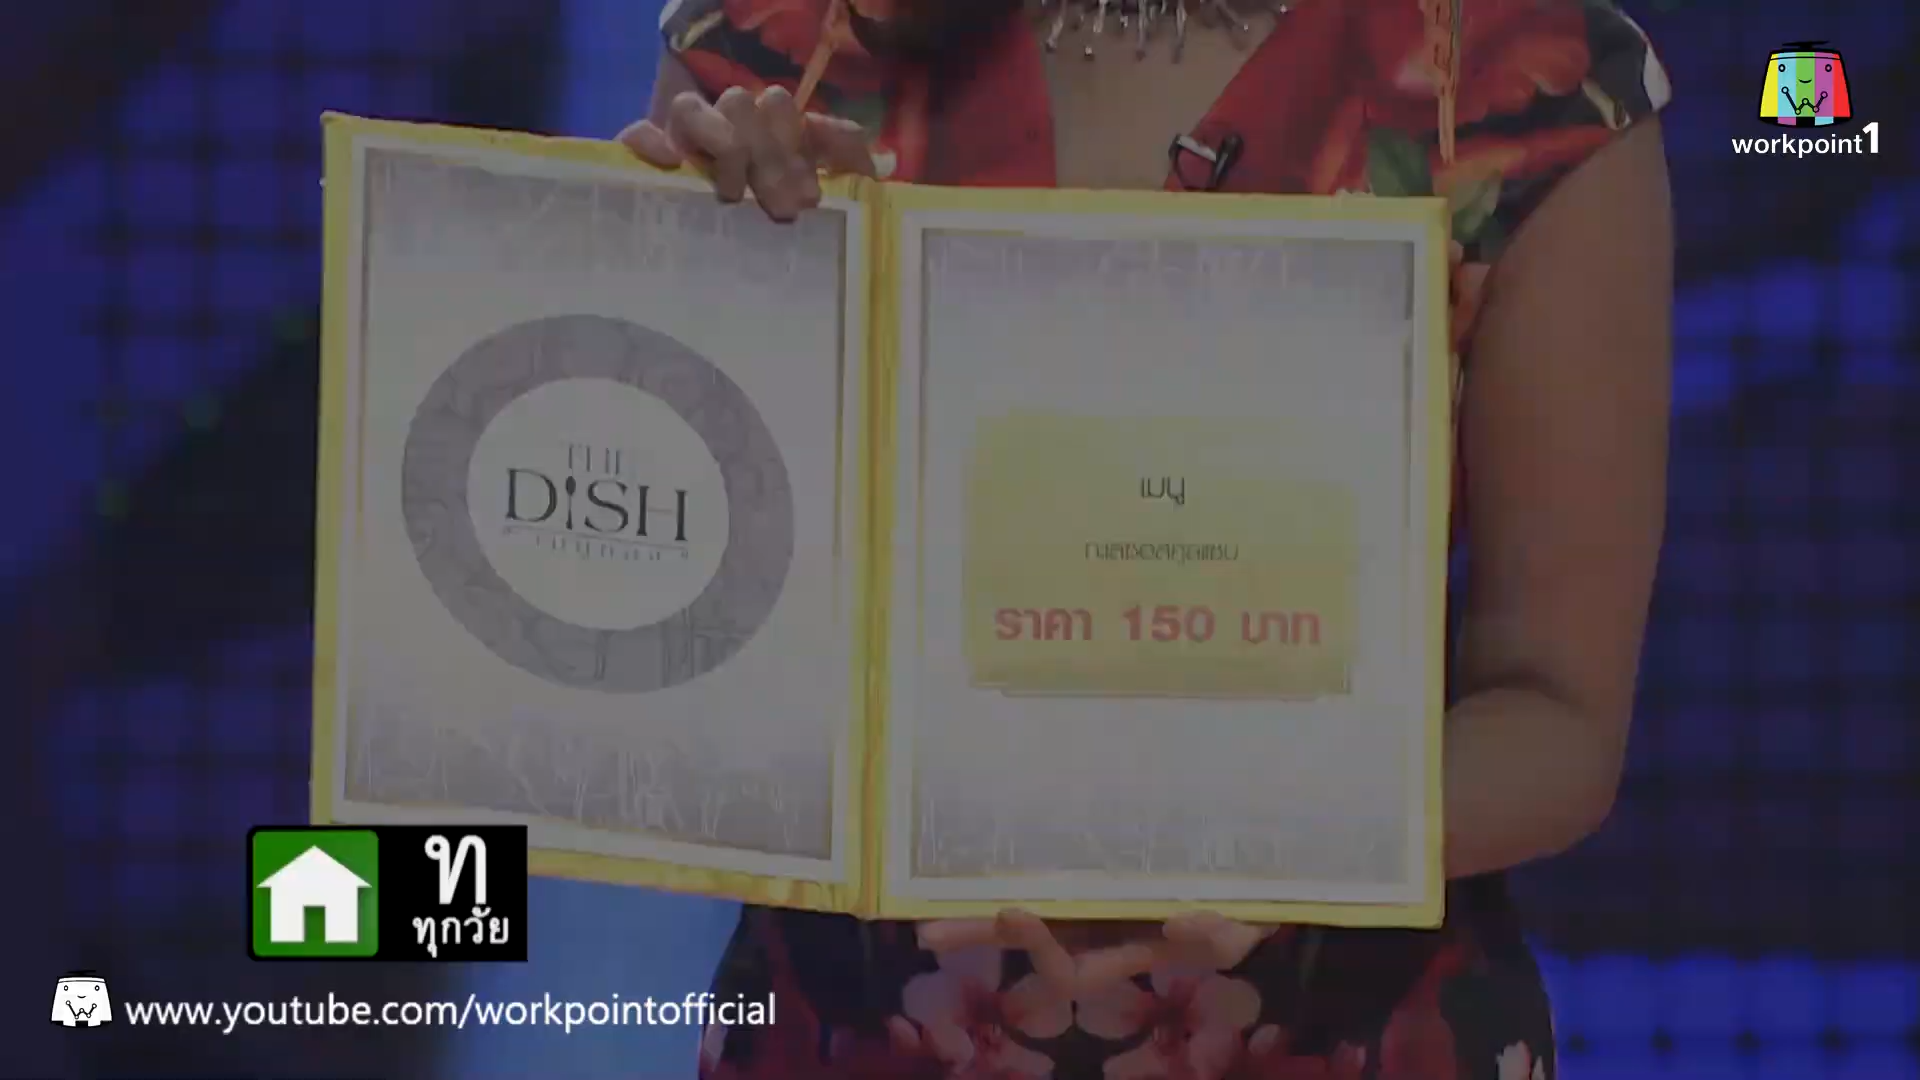 workpoint1
THE
DiSH
เมนู
ราคา 150 บาท
ท
ทุกวัย
www.youtube.com/workpointofficial